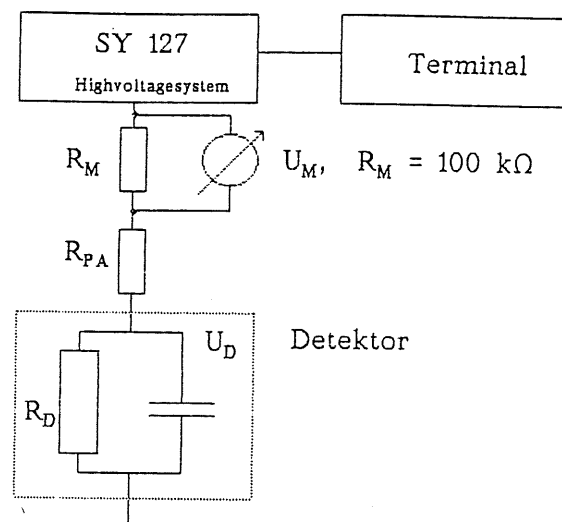 SY 127
Highvoltagesystem
Terminal
R_M
U_M, R_M = 100 kΩ
R_PA
U_D
Detektor
R_D